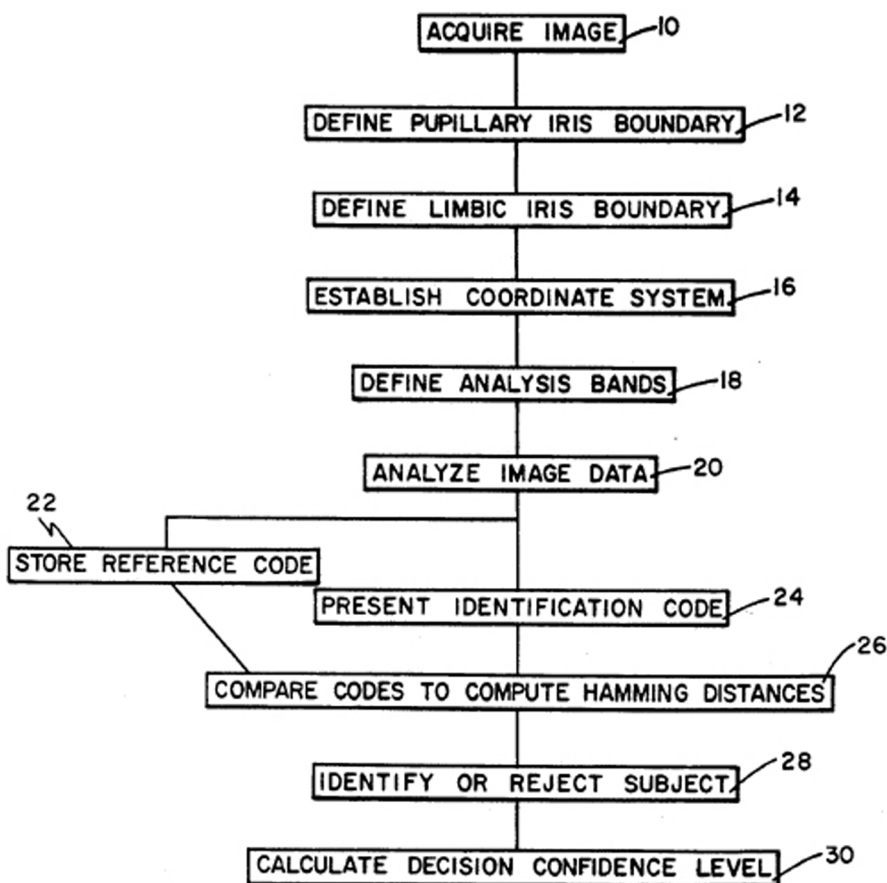 ACQUIRE IMAGE 10
DEFINE PUPILLARY IRIS BOUNDARY 12
DEFINE LIMBIC IRIS BOUNDARY 14
ESTABLISH COORDINATE SYSTEM 16
DEFINE ANALYSIS BANDS 18
ANALYZE IMAGE DATA 20
22
STORE REFERENCE CODE
PRESENT IDENTIFICATION CODE 24
26
COMPARE CODES TO COMPUTE HAMMING DISTANCES
IDENTIFY OR REJECT SUBJECT 28
CALCULATE DECISION CONFIDENCE LEVEL 30